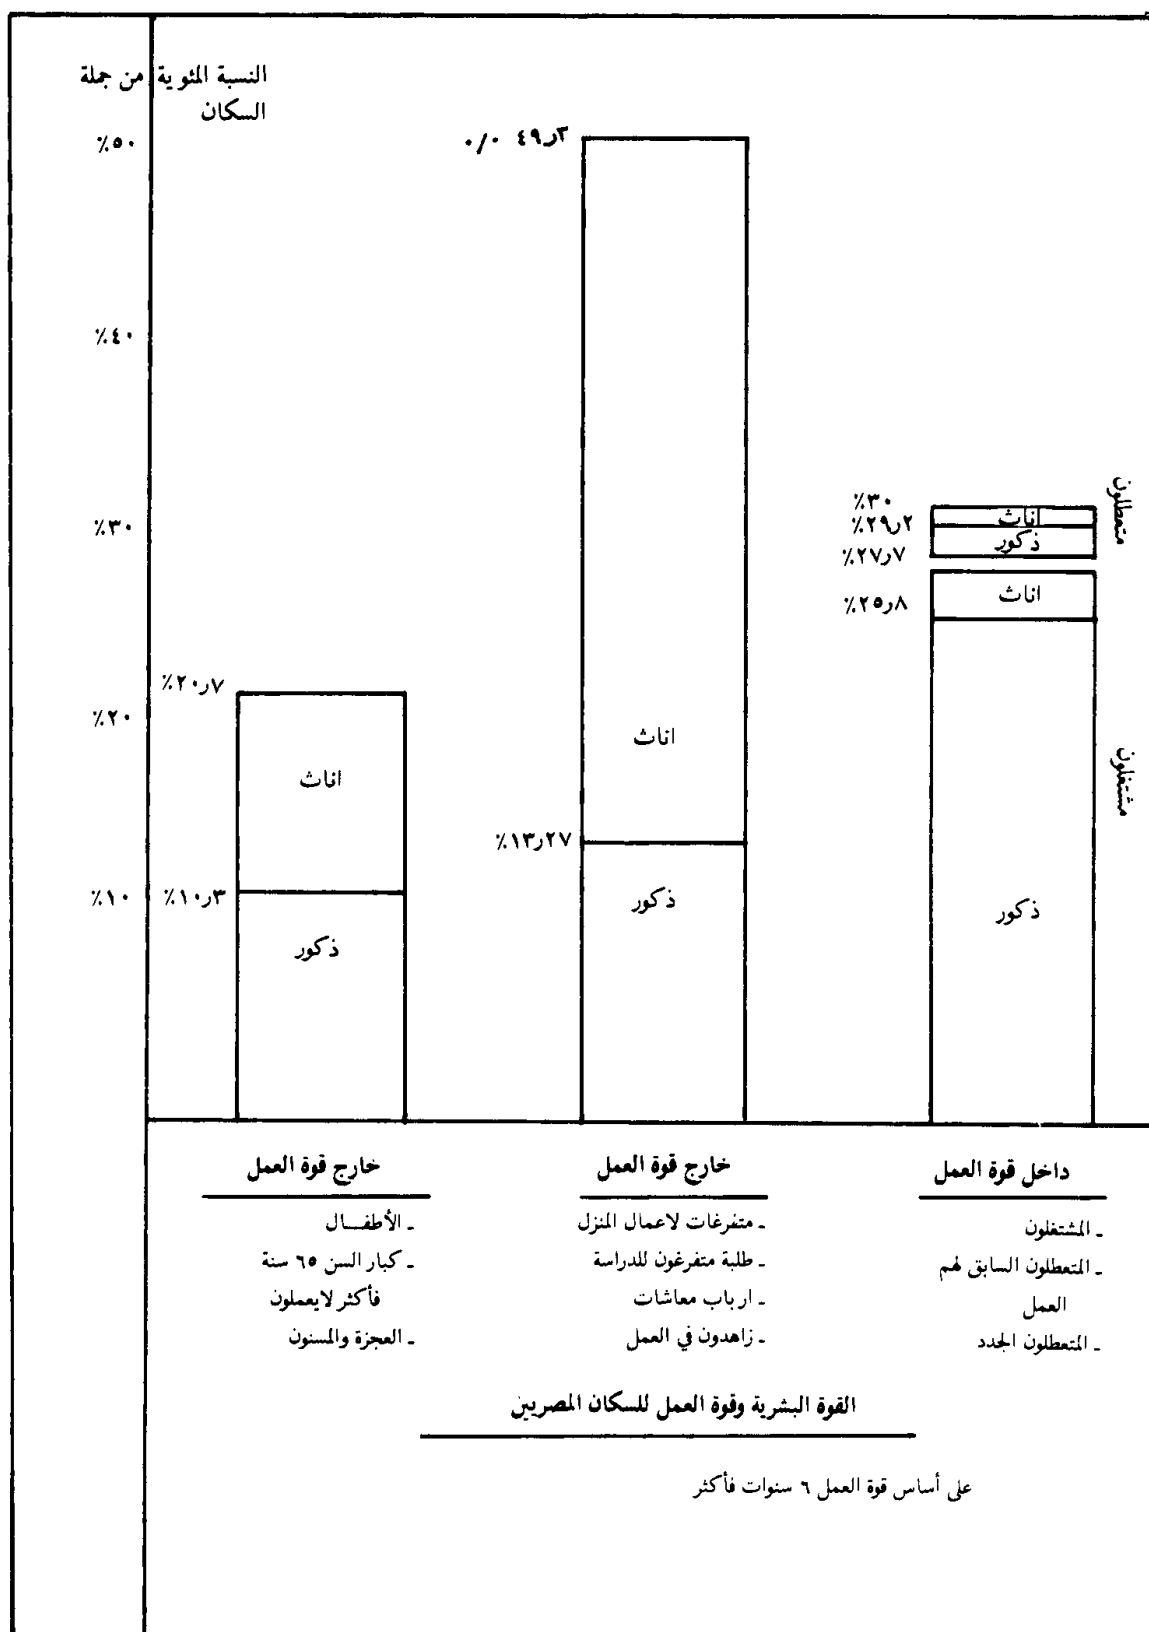 النسبة المئوية من جملة
السكان
٪٥٠
٪٤٠
٪٣٠
٪٢٠
٪١٠
٤٩٫٣ ٠/٠
اناث
٪١٣٫٢٧
ذكور
٪٢٠٫٧
اناث
٪١٠٫٣
ذكور
متعطلون
٪٣٠
اناث
٪٢٩٫٢
ذكور
٪٢٧٫٧
اناث
٪٢٥٫٨
مشتغلون
ذكور
داخل قوة العمل
ـ المشتغلون
ـ المتعطلون السابق لهم
العمل
ـ المتعطلون الجدد
خارج قوة العمل
ـ متفرغات لاعمال المنزل
ـ طلبة متفرغون للدراسة
ـ ارباب معاشات
ـ زاهدون في العمل
خارج قوة العمل
ـ الأطفـــال
ـ كبار السن ٦٥ سنة
فأكثر لايعملون
ـ العجزة والمسنون
القوة البشرية وقوة العمل للسكان المصريين
على أساس قوة العمل ٦ سنوات فأكثر